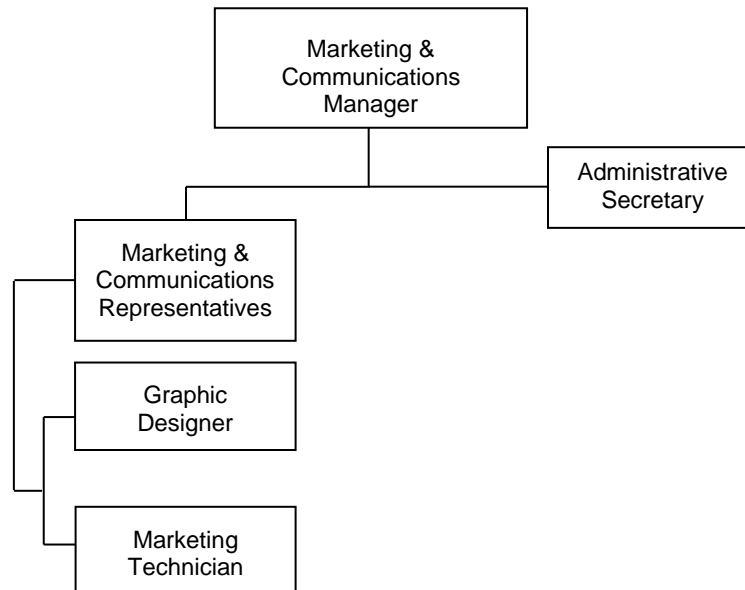 Marketing &
Communications
Manager
Administrative
Secretary
Marketing &
Communications
Representatives
Graphic
Designer
Marketing
Technician